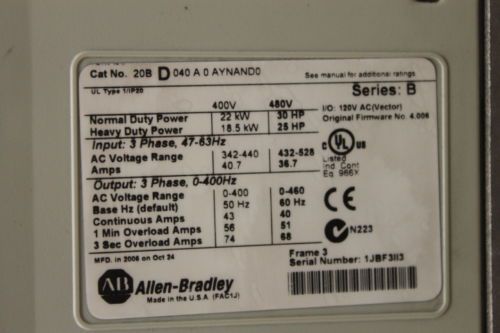 Cat No. 20B D 040 A 0 AYNAND0
UL Type 1/IP20
See manual for additional ratings
Series: B
400V 480V
I/O: 120V AC(Vector)
Original Firmware No. 4.006
Normal Duty Power 22 kW 30 HP
Heavy Duty Power 18.5 kW 25 HP
Input: 3 Phase, 47-63Hz
AC Voltage Range 342-440 432-528
Amps 40.7 36.7
C UL US
Listed
Ind. Cont
Eq. 966X
Output: 3 Phase, 0-400Hz
AC Voltage Range 0-400 0-460
Base Hz (default) 50 Hz 60 Hz
Continuous Amps 43 40
1 Min Overload Amps 56 51
3 Sec Overload Amps 74 68
CE
N223
MFD. in 2006 on Oct 24
Frame 3
Serial Number: 1JBF3II3
AB Allen-Bradley
Made in the U.S.A (FAC1J)